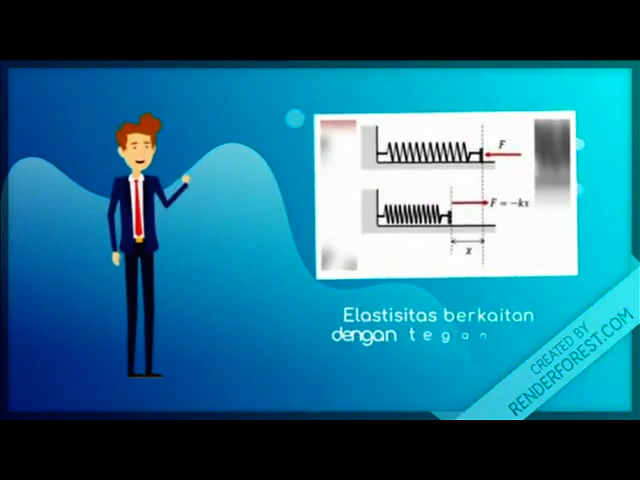 F
F = -kx
x
Elastisitas berkaitan
dengan tegan
CREATED BY
RENDERFOREST.COM